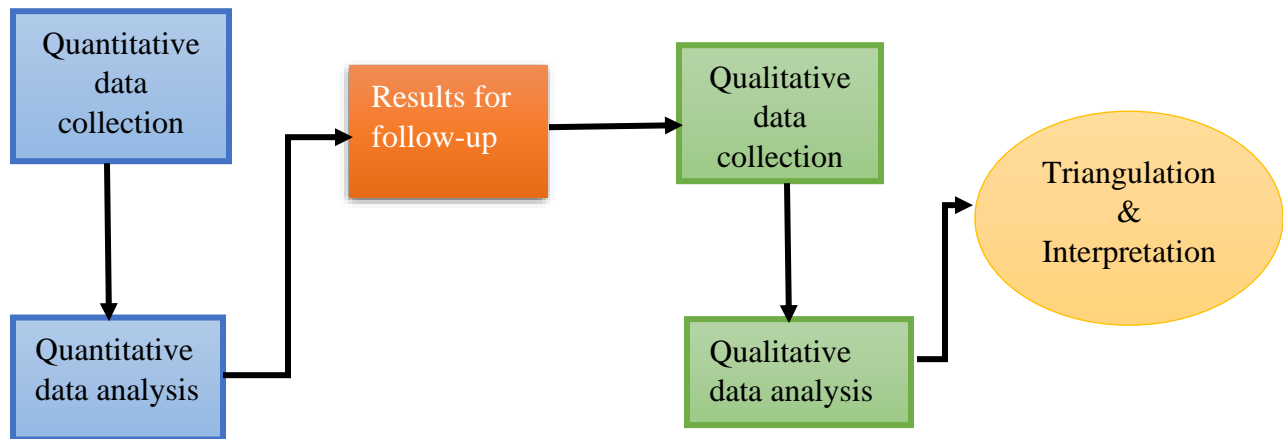 Quantitative
data
collection
Quantitative
data analysis
Results for
follow-up
Qualitative
data
collection
Qualitative
data analysis
Triangulation
&
Interpretation